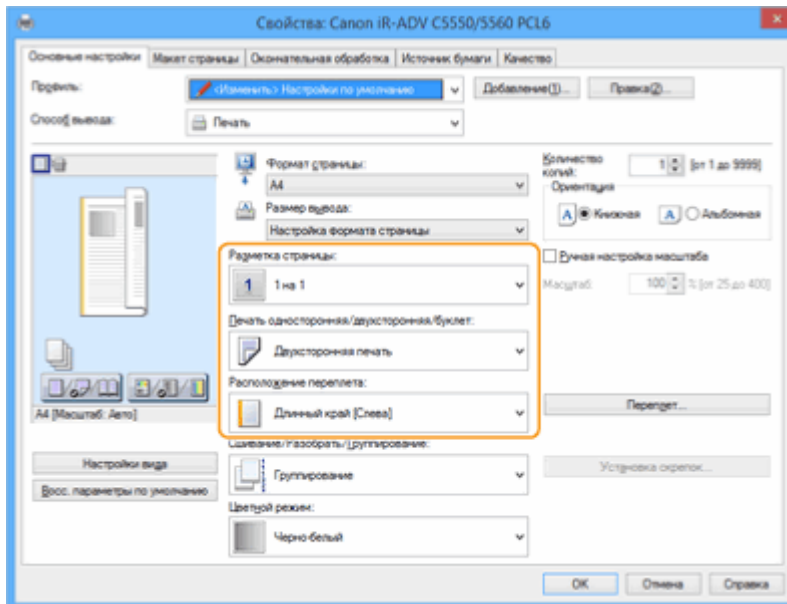 Свойства: Canon iR-ADV C5550/5560 PCL6
Основные настройки Макет страницы Окончательная обработка Источник бумаги Качество
Профиль: <Изменить> Настройки по умолчанию Добавление(1)... Правка(2)...
Способ вывода: Печать
Формат страницы:
A4
Размер вывода:
Настройка формата страницы
Количество копий: 1 [от 1 до 9999]
Ориентация
A Книжная A Альбомная
Разметка страницы:
1 1 на 1
Ручная настройка масштаба
Масштаб: 100 % [от 25 до 400]
Печать односторонняя/двухсторонняя/буклет:
Двухсторонняя печать
Расположение переплета:
Длинный край [Слева]
Переплет...
A4 [Масштаб: Авто]
Сшивание/Разобрать/Группирование:
Группирование
Установка скрепок...
Настройки вида
Восс. параметры по умолчанию
Цветной режим:
Черно белый
OK Отмена Справка